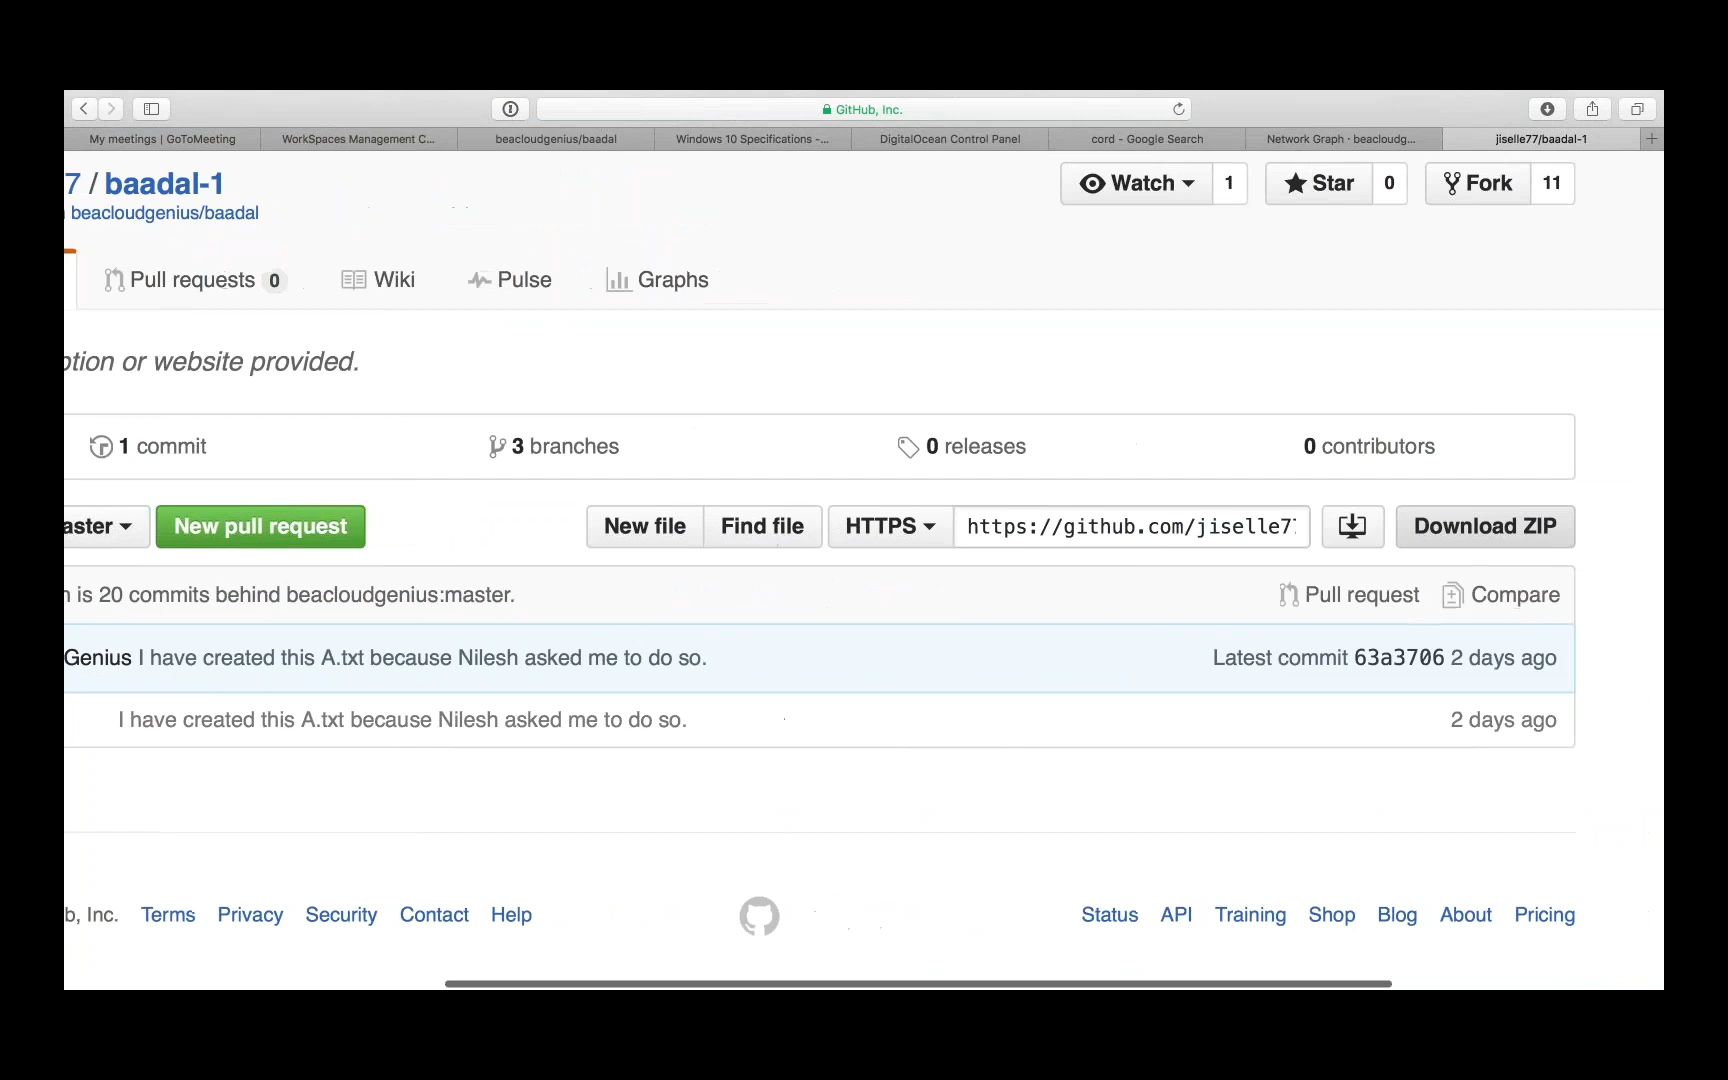 GitHub, Inc.
My meetings | GoToMeeting WorkSpaces Management C... beacloudgenius/baadal Windows 10 Specifications -... DigitalOcean Control Panel cord - Google Search Network Graph · beacloudg... jiselle77/baadal-1
7 / baadal-1 Watch 1 Star 0 Fork 11
beacloudgenius/baadal
Pull requests 0 Wiki Pulse Graphs
ption or website provided.
1 commit 3 branches 0 releases 0 contributors
aster New pull request New file Find file HTTPS https://github.com/jiselle77 Download ZIP
is 20 commits behind beacloudgenius:master. Pull request Compare
Genius I have created this A.txt because Nilesh asked me to do so. Latest commit 63a3706 2 days ago
I have created this A.txt because Nilesh asked me to do so. 2 days ago
b, Inc. Terms Privacy Security Contact Help Status API Training Shop Blog About Pricing